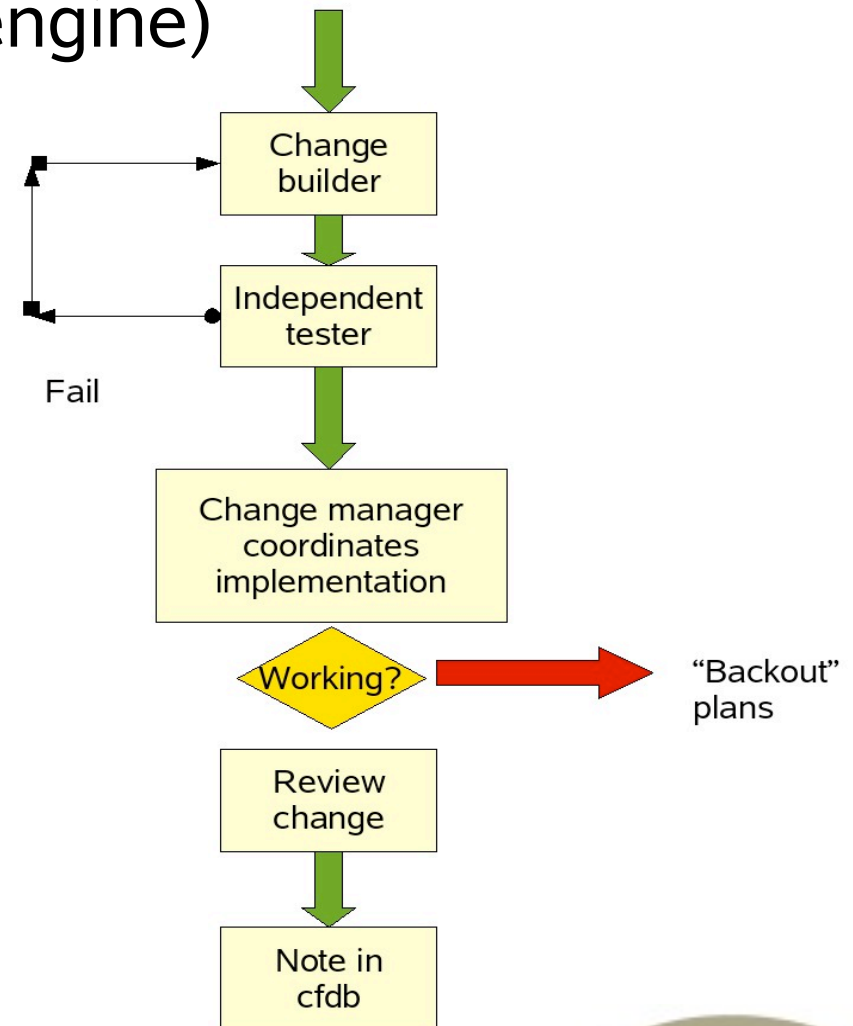 engine)
Change
builder
Independent
tester
Fail
Change manager
coordinates
implementation
Working?
“Backout”
plans
Review
change
Note in
cfdb